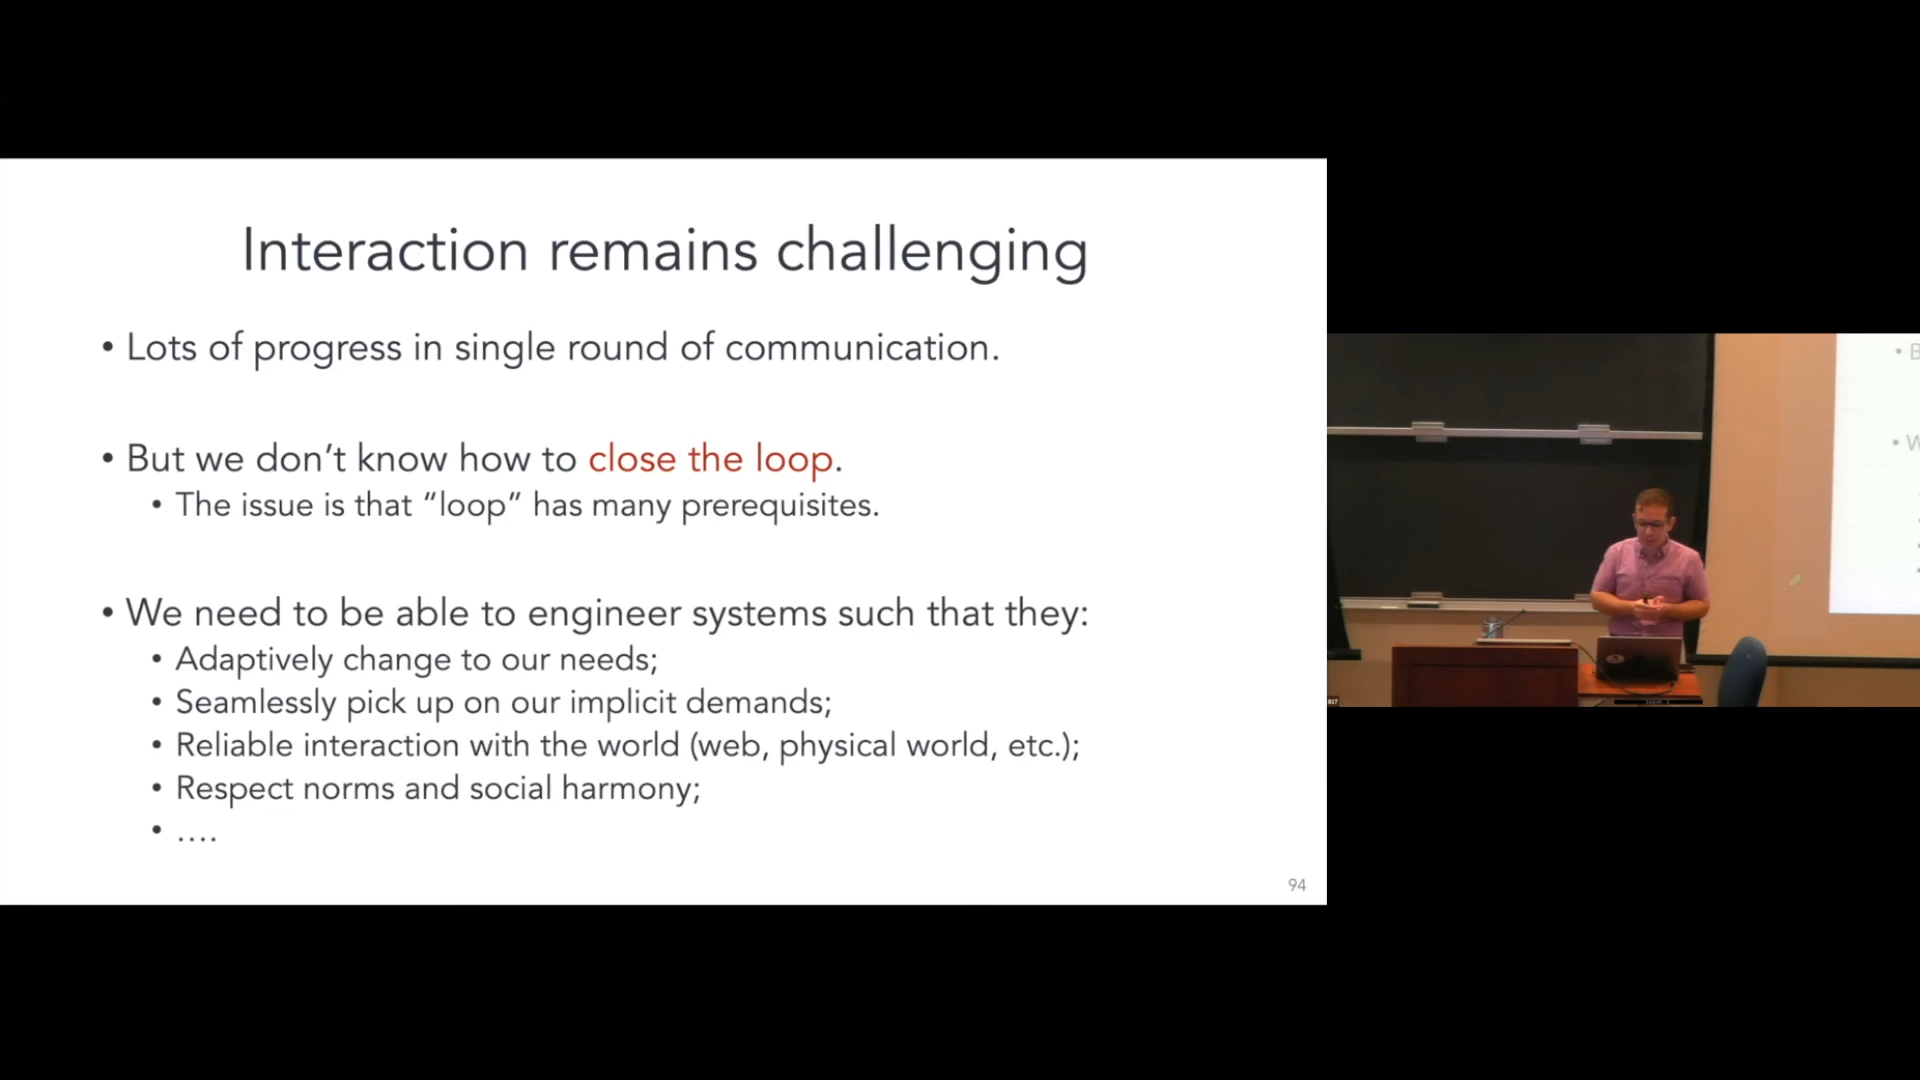 Interaction remains challenging
• Lots of progress in single round of communication.
• But we don’t know how to close the loop.
• The issue is that “loop” has many prerequisites.
• We need to be able to engineer systems such that they:
• Adaptively change to our needs;
• Seamlessly pick up on our implicit demands;
• Reliable interaction with the world (web, physical world, etc.);
• Respect norms and social harmony;
• ....
94
• B
• W